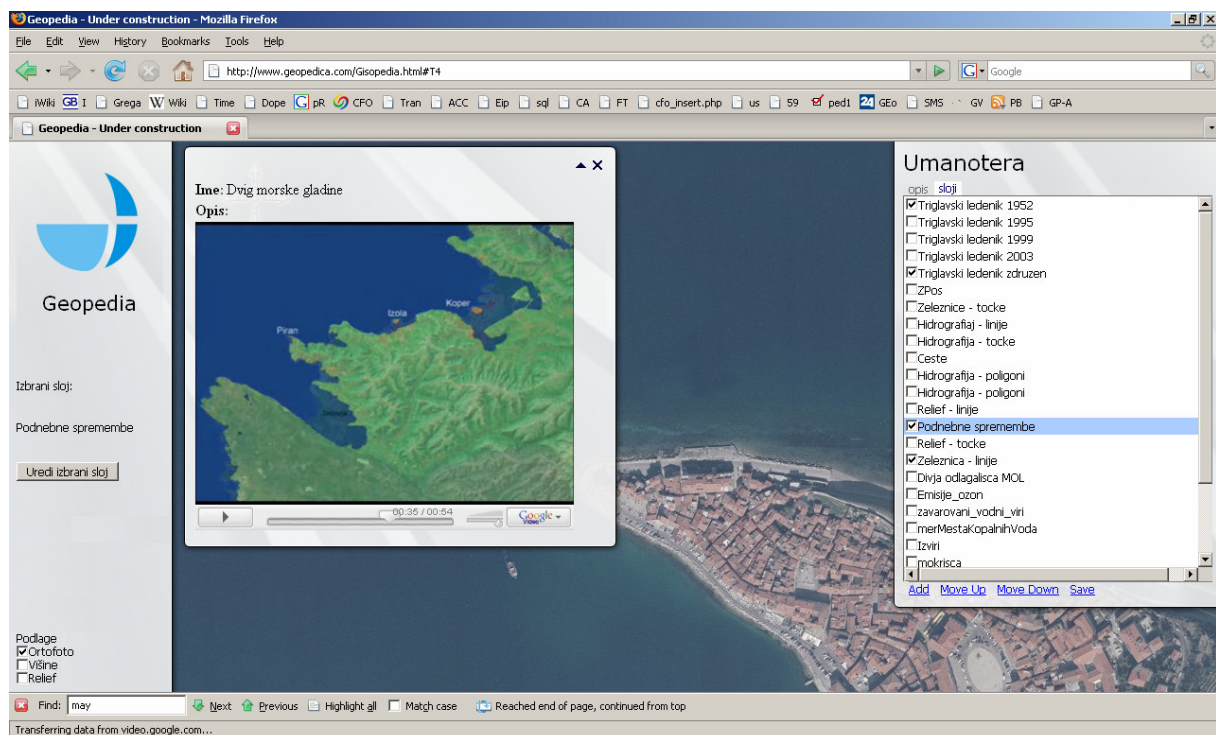 Geopedia - Under construction - Mozilla Firefox
File Edit View History Bookmarks Tools Help
http://www.geopedica.com/Gisopedia.html#T4
G Google
iWiki GB I Grega W Wiki Time Dope G pR CFO Tran ACC Eip sql CA FT cfo_insert.php us 59 ped1 24 GEo SMS GV PB GP-A
Geopedia - Under construction
Geopedia
Izbrani sloj:
Podnebne spremembe
Uredi izbrani sloj
Podlage
Ortofoto
Višine
Relief
Ime: Dvig morske gladine
Opis:
Koper
Izola
Piran
00:35 / 00:54
Google
Video
Umanotera
opis sloji
Triglavski ledenik 1952
Triglavski ledenik 1995
Triglavski ledenik 1999
Triglavski ledenik 2003
Triglavski ledenik zdruzen
ZPos
Zeleznice - tocke
Hidrografiaj - linije
Hidrografija - tocke
Ceste
Hidrografija - poligoni
Hidrografija - poligoni
Relief - linije
Podnebne spremembe
Relief - tocke
Zeleznica - linije
Divja odlagalisca MOL
Emisije_ozon
zavarovani_vodni_viri
merMestaKopalnihVoda
Izviri
mokrisca
Add Move Up Move Down Save
Find: may Next Previous Highlight all Match case Reached end of page, continued from top
Transferring data from video.google.com...